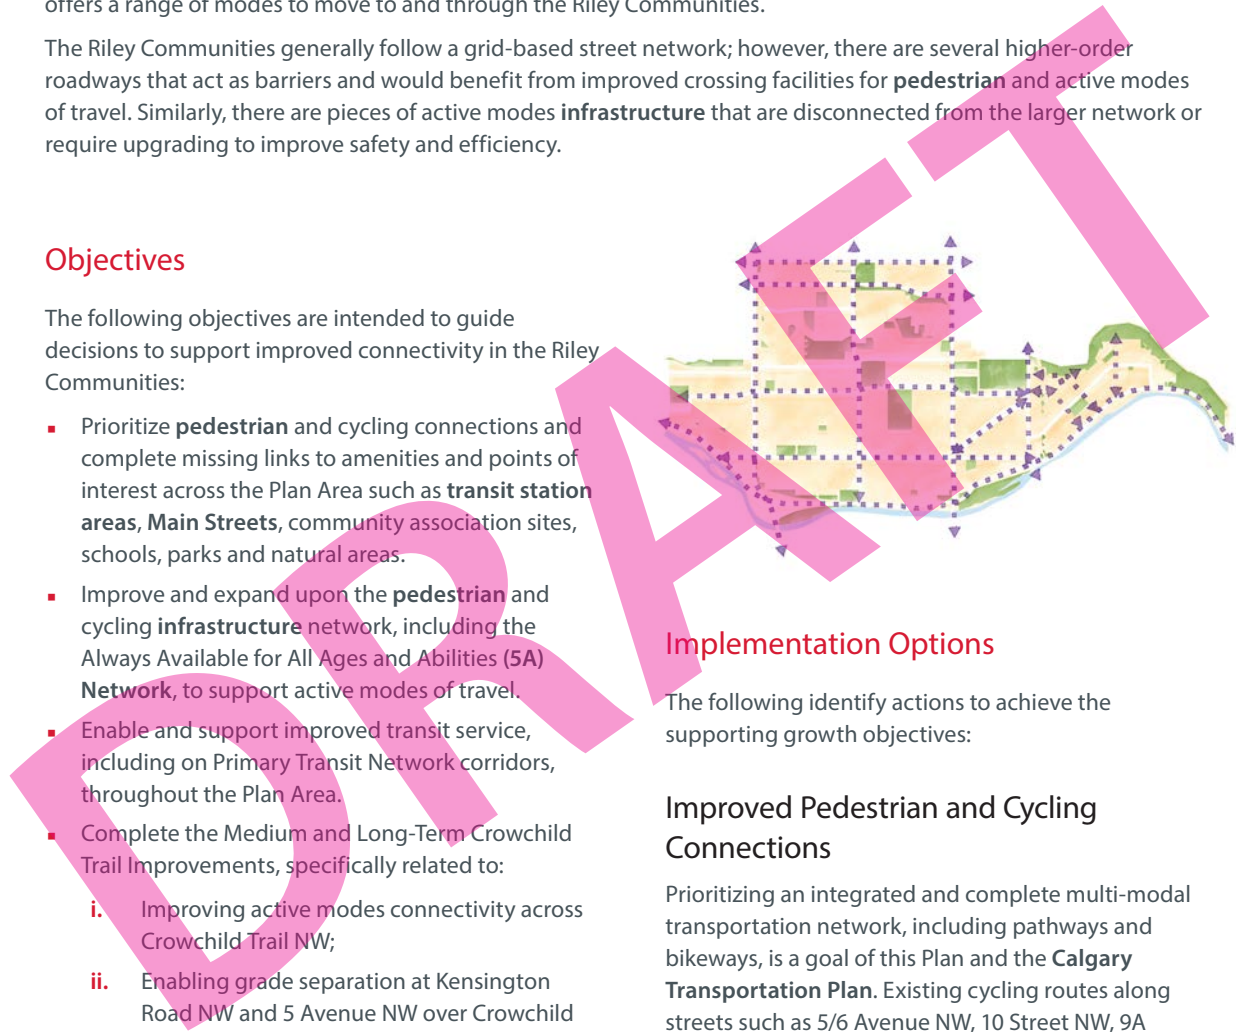 offers a range of modes to move to and through the Riley Communities.
The Riley Communities generally follow a grid-based street network; however, there are several higher-order
roadways that act as barriers and would benefit from improved crossing facilities for pedestrian and active modes
of travel. Similarly, there are pieces of active modes infrastructure that are disconnected from the larger network or
require upgrading to improve safety and efficiency.
Objectives
The following objectives are intended to guide
decisions to support improved connectivity in the Riley
Communities:
Prioritize pedestrian and cycling connections and
complete missing links to amenities and points of
interest across the Plan Area such as transit station
areas, Main Streets, community association sites,
schools, parks and natural areas.
Improve and expand upon the pedestrian and
cycling infrastructure network, including the
Always Available for All Ages and Abilities (5A)
Network, to support active modes of travel.
Enable and support improved transit service,
including on Primary Transit Network corridors,
throughout the Plan Area.
Complete the Medium and Long-Term Crowchild
Trail Improvements, specifically related to:
i. Improving active modes connectivity across
Crowchild Trail NW;
ii. Enabling grade separation at Kensington
Road NW and 5 Avenue NW over Crowchild
Implementation Options
The following identify actions to achieve the
supporting growth objectives:
Improved Pedestrian and Cycling
Connections
Prioritizing an integrated and complete multi-modal
transportation network, including pathways and
bikeways, is a goal of this Plan and the Calgary
Transportation Plan. Existing cycling routes along
streets such as 5/6 Avenue NW, 10 Street NW, 9A
DRAFT